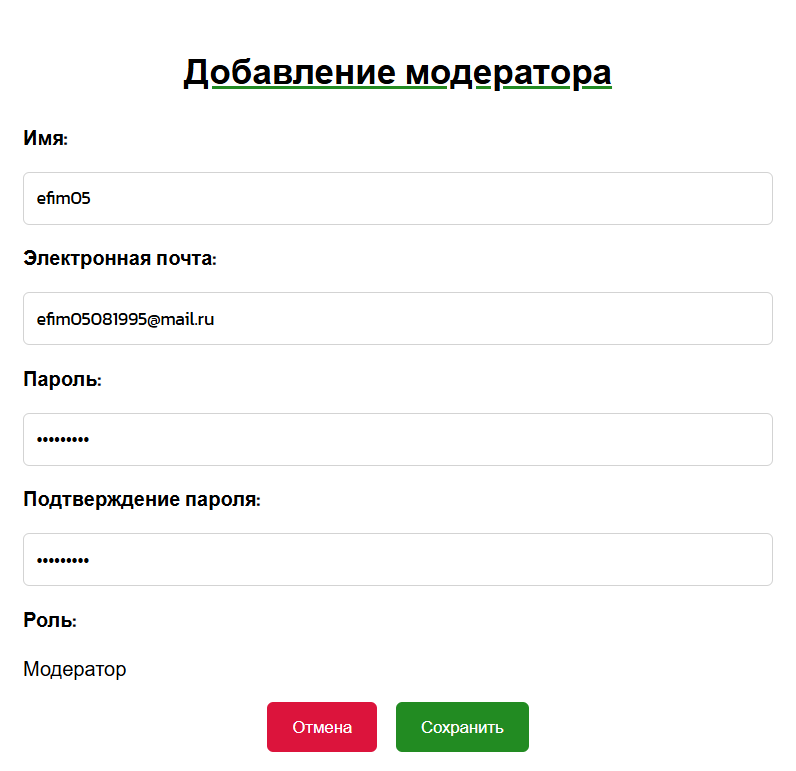 Добавление модератора
Имя:
efim05
Электронная почта:
efim05081995@mail.ru
Пароль:
•••••••••
Подтверждение пароля:
•••••••••
Роль:
Модератор
Отмена Сохранить